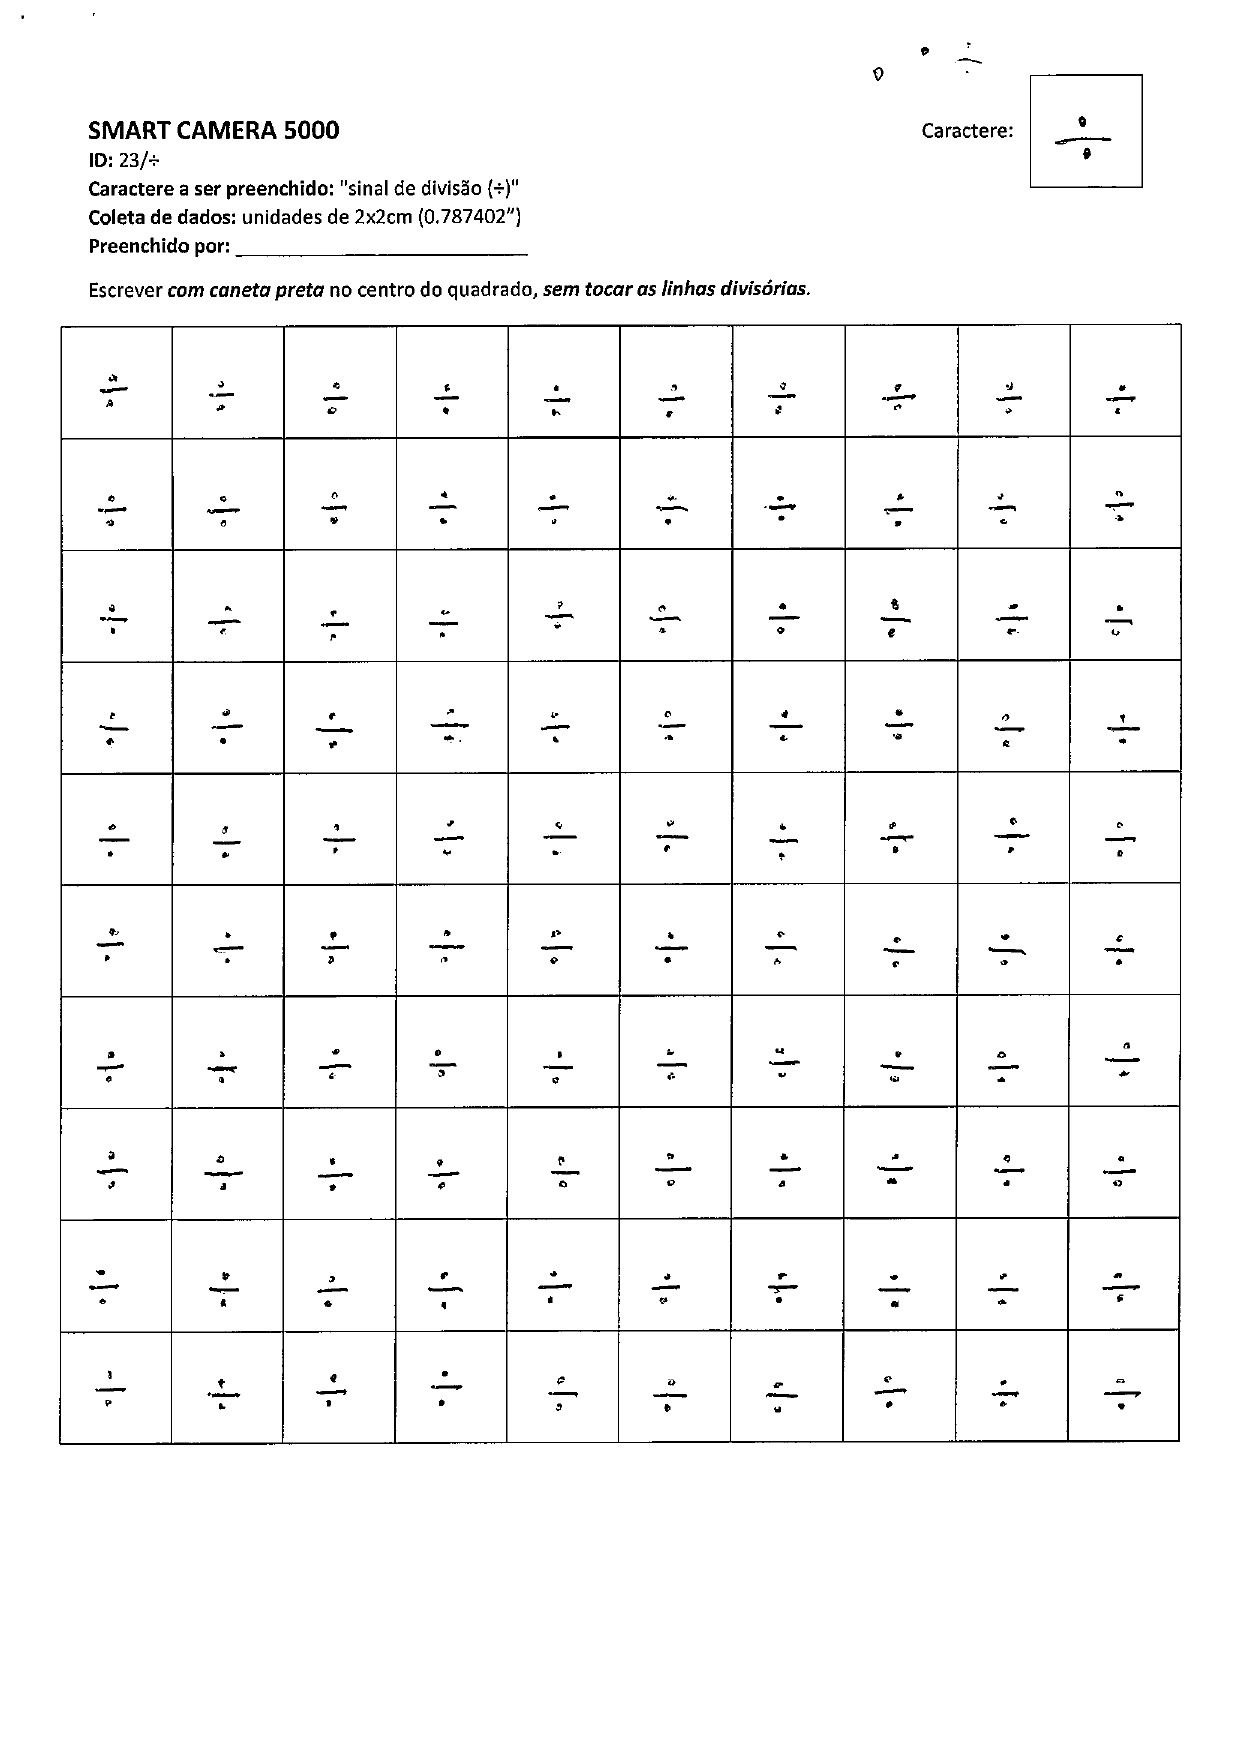 ÷
SMART CAMERA 5000
Caractere: ÷
ID: 23/÷
Caractere a ser preenchido: "sinal de divisão (÷)"
Coleta de dados: unidades de 2x2cm (0.787402")
Preenchido por: ____________________
Escrever com caneta preta no centro do quadrado, sem tocar as linhas divisórias.
÷ ÷ ÷ ÷ ÷ ÷ ÷ ÷ ÷ ÷
÷ ÷ ÷ ÷ ÷ ÷ ÷ ÷ ÷ ÷
÷ ÷ ÷ ÷ ÷ ÷ ÷ ÷ ÷ ÷
÷ ÷ ÷ ÷ ÷ ÷ ÷ ÷ ÷ ÷
÷ ÷ ÷ ÷ ÷ ÷ ÷ ÷ ÷ ÷
÷ ÷ ÷ ÷ ÷ ÷ ÷ ÷ ÷ ÷
÷ ÷ ÷ ÷ ÷ ÷ ÷ ÷ ÷ ÷
÷ ÷ ÷ ÷ ÷ ÷ ÷ ÷ ÷ ÷
÷ ÷ ÷ ÷ ÷ ÷ ÷ ÷ ÷ ÷
÷ ÷ ÷ ÷ ÷ ÷ ÷ ÷ ÷ ÷